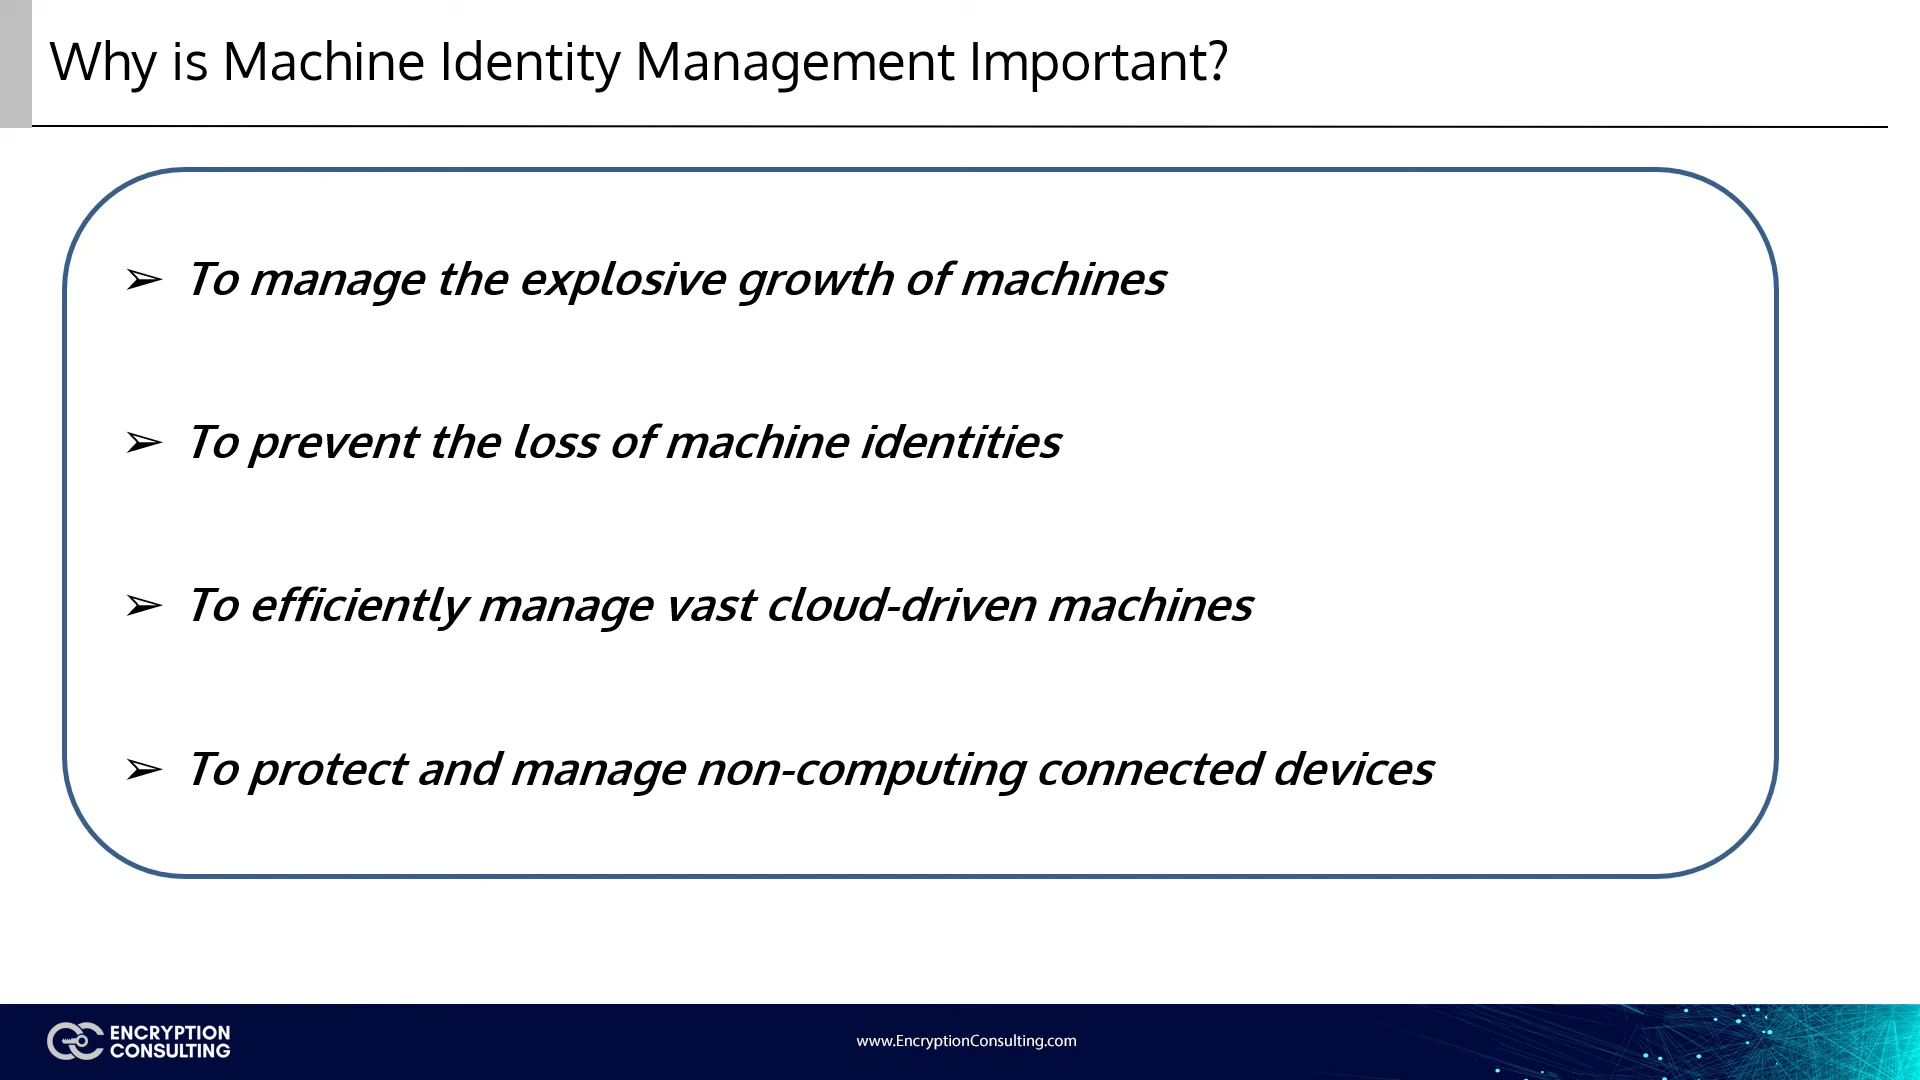 Why is Machine Identity Management Important?
➢ To manage the explosive growth of machines
➢ To prevent the loss of machine identities
➢ To efficiently manage vast cloud-driven machines
➢ To protect and manage non-computing connected devices
ENCRYPTION
CONSULTING
www.EncryptionConsulting.com